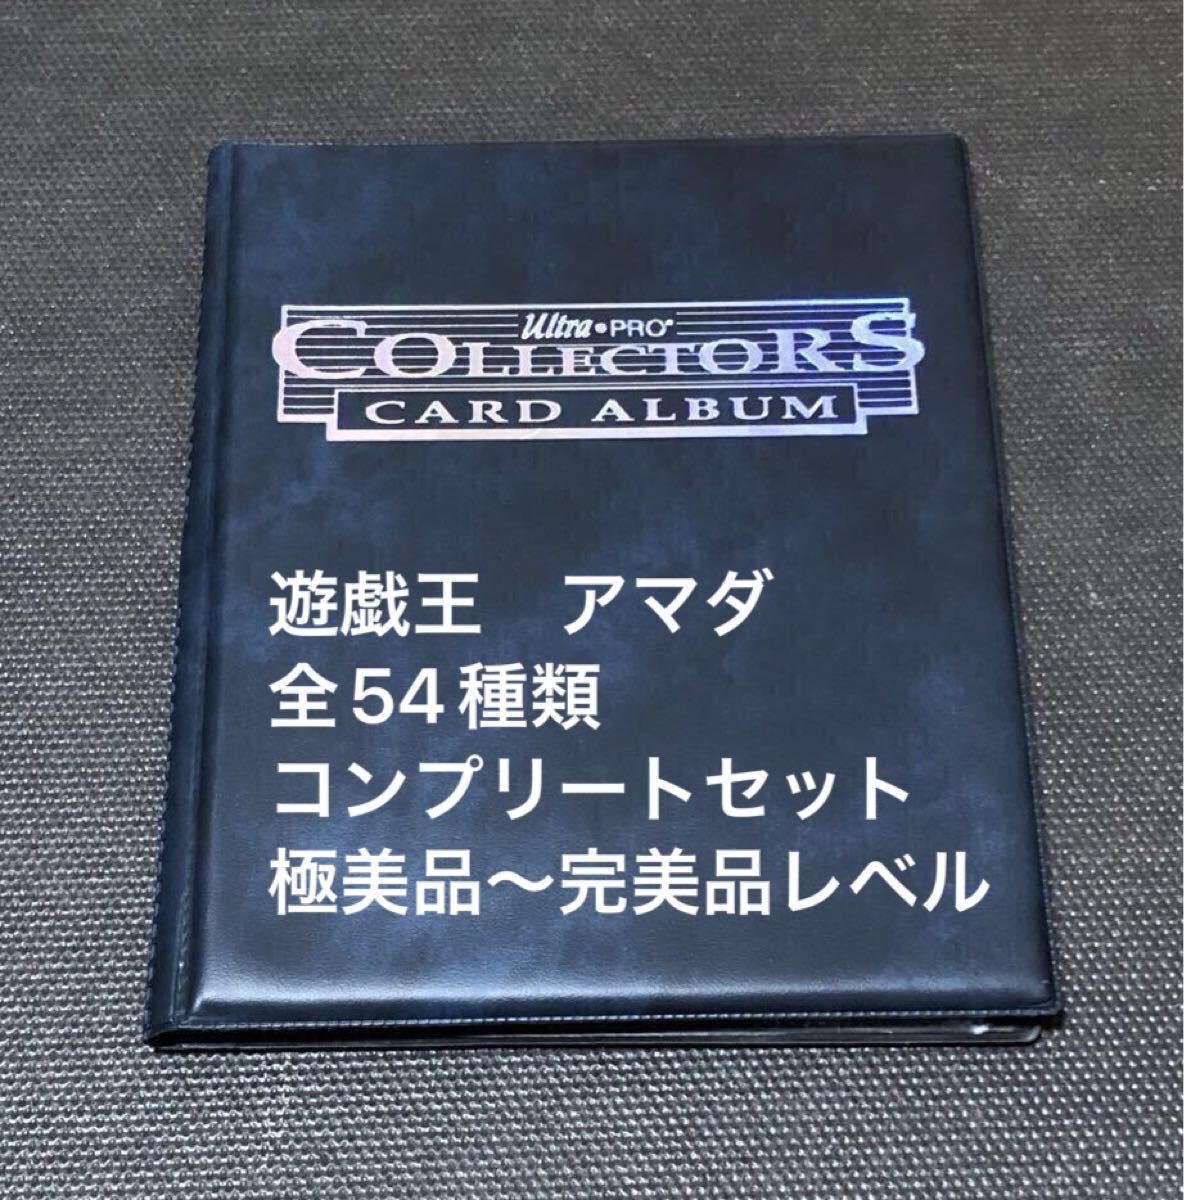 Ultra•PRO®
COLLECTORS
CARD ALBUM
遊戯王　アマダ
全54種類
コンプリートセット
極美品〜完美品レベル